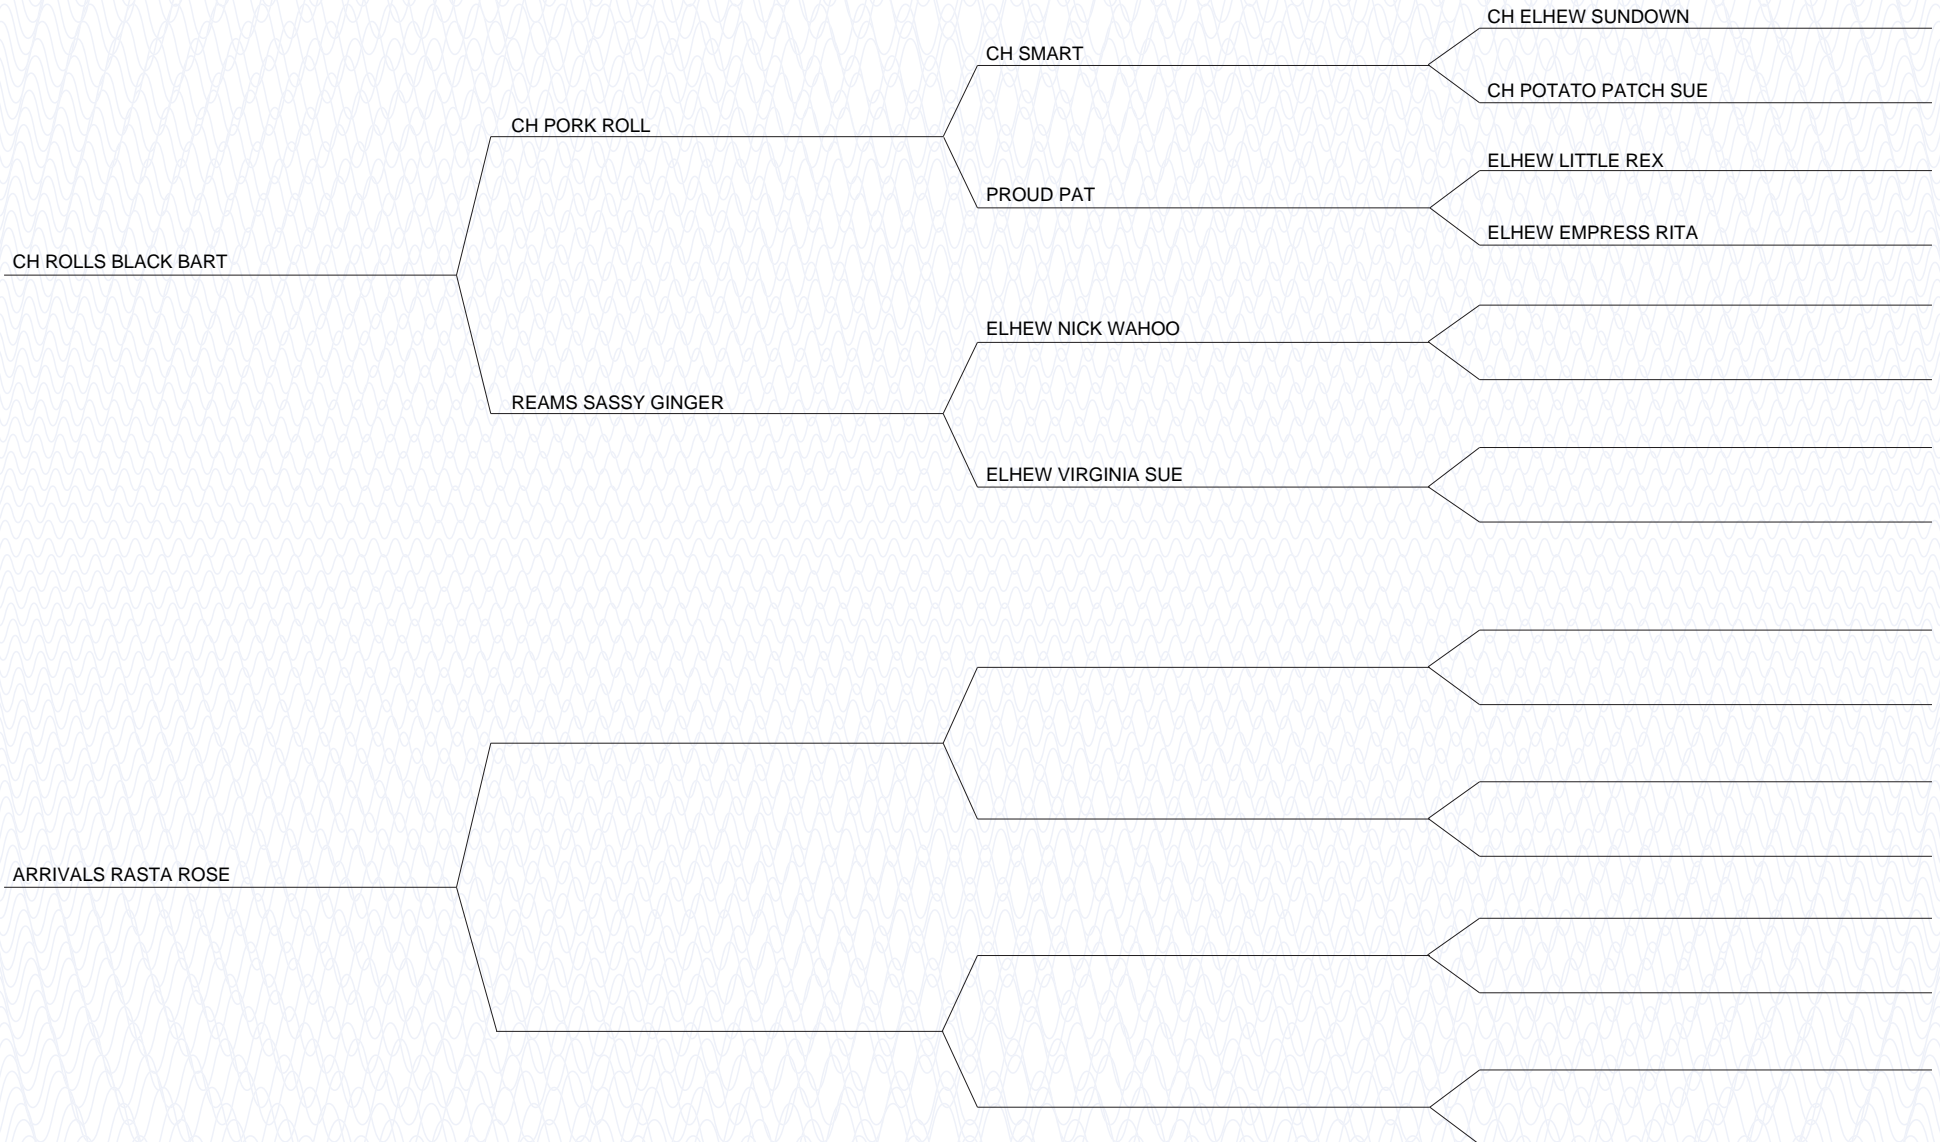 CH ELHEW SUNDOWN
CH SMART
CH POTATO PATCH SUE
CH PORK ROLL
ELHEW LITTLE REX
PROUD PAT
ELHEW EMPRESS RITA
CH ROLLS BLACK BART
ELHEW NICK WAHOO
REAMS SASSY GINGER
ELHEW VIRGINIA SUE
ARRIVALS RASTA ROSE